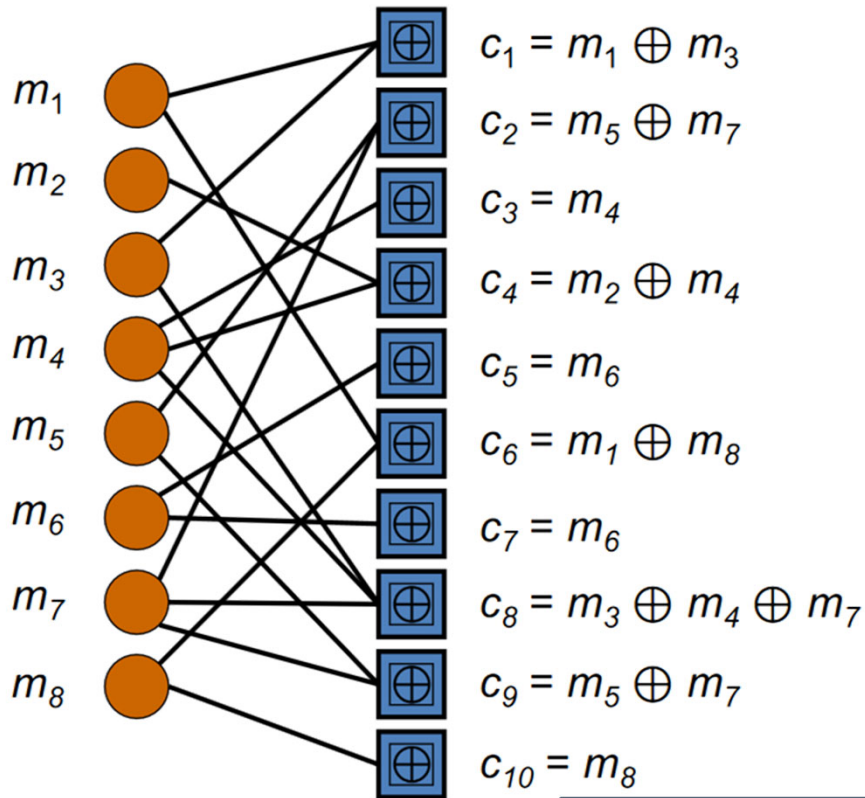 c₁ = m₁ ⊕ m₃
m₁
c₂ = m₅ ⊕ m₇
m₂
c₃ = m₄
m₃
c₄ = m₂ ⊕ m₄
m₄
c₅ = m₆
m₅
c₆ = m₁ ⊕ m₈
m₆
c₇ = m₆
m₇
c₈ = m₃ ⊕ m₄ ⊕ m₇
m₈
c₉ = m₅ ⊕ m₇
c₁₀ = m₈